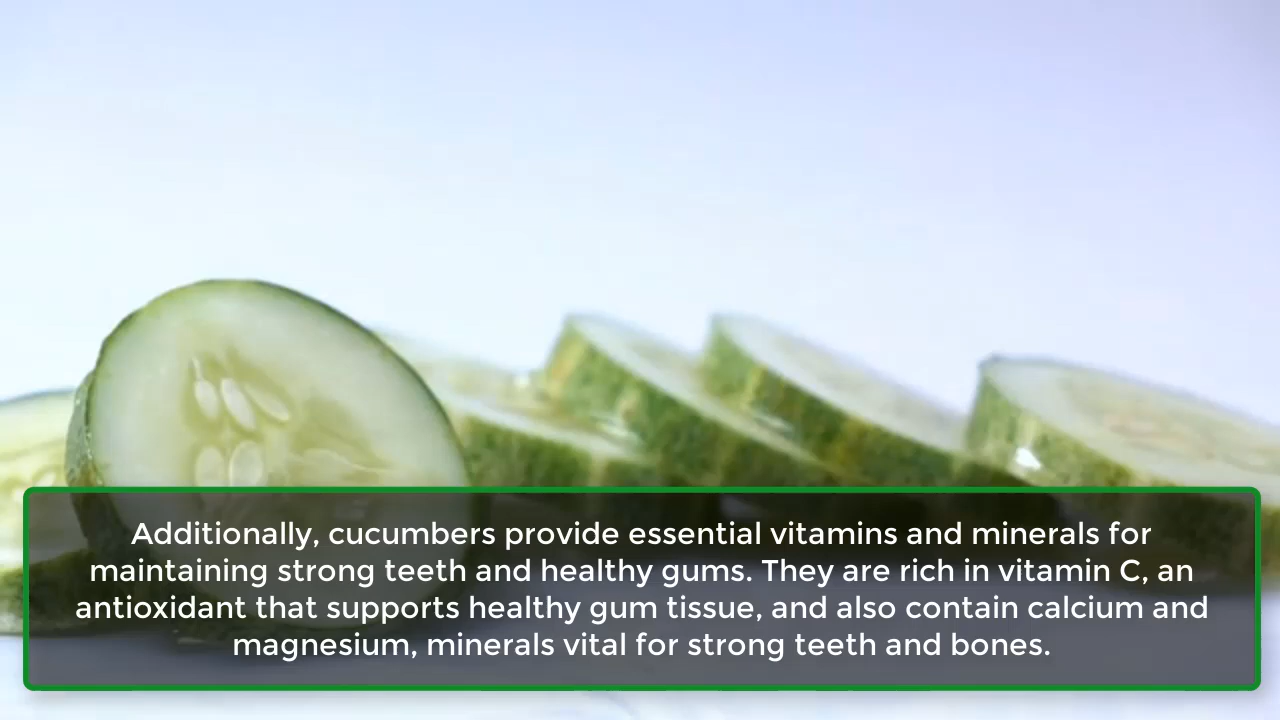 Additionally, cucumbers provide essential vitamins and minerals for
maintaining strong teeth and healthy gums. They are rich in vitamin C, an
antioxidant that supports healthy gum tissue, and also contain calcium and
magnesium, minerals vital for strong teeth and bones.